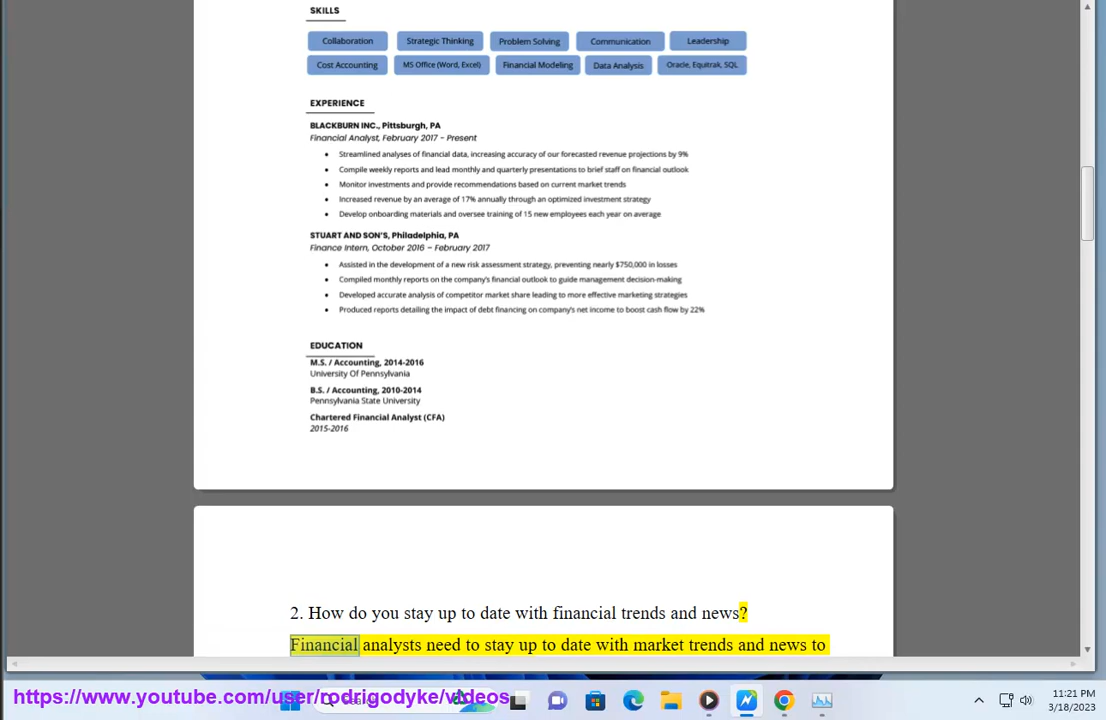 SKILLS
Collaboration Strategic Thinking Problem Solving Communication Leadership
Cost Accounting MS Office (Word, Excel) Financial Modeling Data Analysis Oracle, Equitrak, SQL
EXPERIENCE
BLACKBURN INC., Pittsburgh, PA
Financial Analyst, February 2017 – Present
• Streamlined analyses of financial data, increasing accuracy of our forecasted revenue projections by 9%
• Compile weekly reports and lead monthly and quarterly presentations to brief staff on financial outlook
• Monitor investments and provide recommendations based on current market trends
• Increased revenue by an average of 17% annually through an optimized investment strategy
• Develop onboarding materials and oversee training of 15 new employees each year on average
STUART AND SON'S, Philadelphia, PA
Finance Intern, October 2016 – February 2017
• Assisted in the development of a new risk assessment strategy, preventing nearly $750,000 in losses
• Compiled monthly reports on the company's financial outlook to guide management decision-making
• Developed accurate analysis of competitor market share leading to more effective marketing strategies
• Produced reports detailing the impact of debt financing on company's net income to boost cash flow by 22%
EDUCATION
M.S. / Accounting, 2014-2016
University Of Pennsylvania
B.S. / Accounting, 2010-2014
Pennsylvania State University
Chartered Financial Analyst (CFA)
2015-2016
2. How do you stay up to date with financial trends and news?
Financial analysts need to stay up to date with market trends and news to
https://www.youtube.com/user/rodrigodyke/videos
11:21 PM
3/18/2023